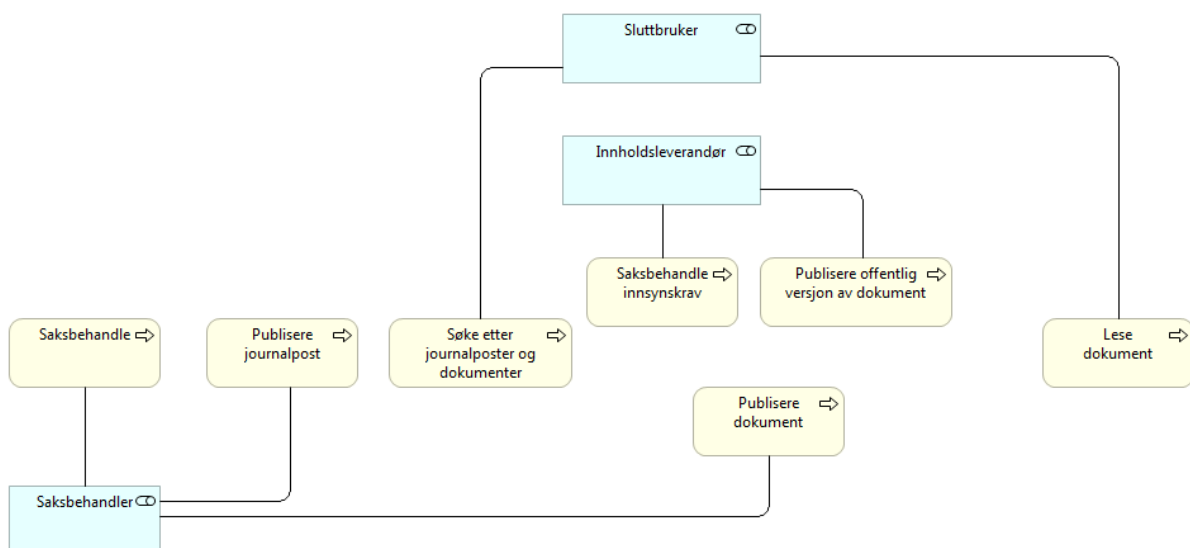 Sluttbruker
Innholdsleverandør
Saksbehandle
innsynskrav
Publisere offentlig
versjon av dokument
Saksbehandle
Publisere
journalpost
Søke etter
journalposter og
dokumenter
Lese
dokument
Publisere
dokument
Saksbehandler